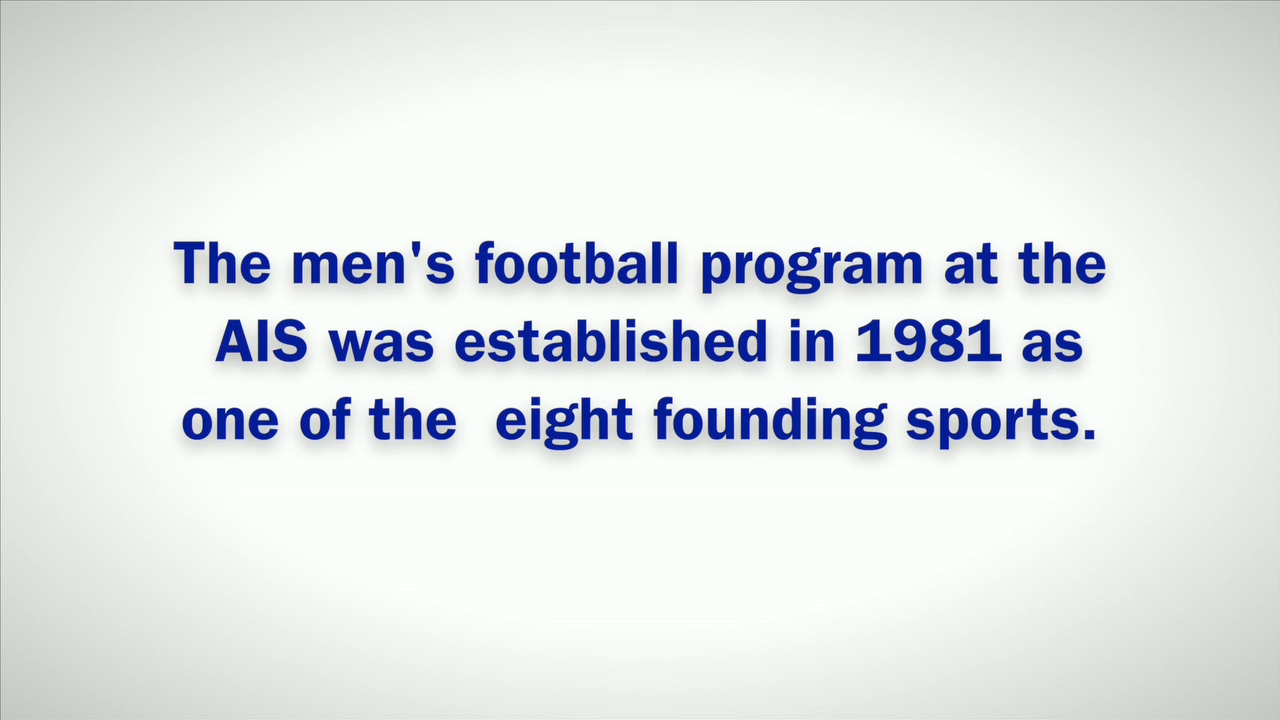 The men's football program at the
AIS was established in 1981 as
one of the  eight founding sports.